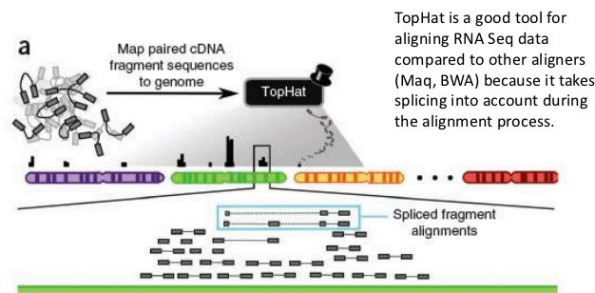 a
Map paired cDNA
fragment sequences
to genome
TopHat
TopHat is a good tool for
aligning RNA Seq data
compared to other aligners
(Maq, BWA) because it takes
splicing into account during
the alignment process.
Spliced fragment
alignments